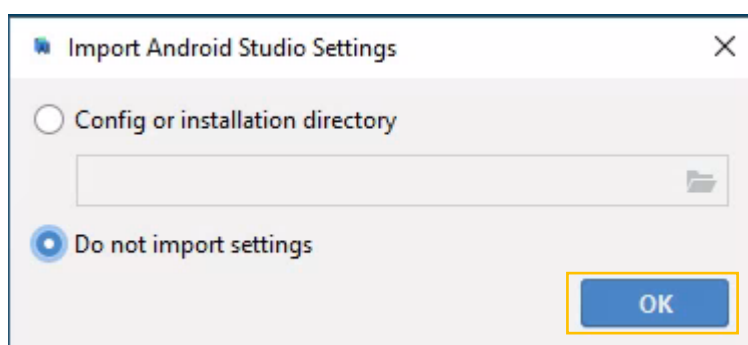 Import Android Studio Settings
Config or installation directory
Do not import settings
OK